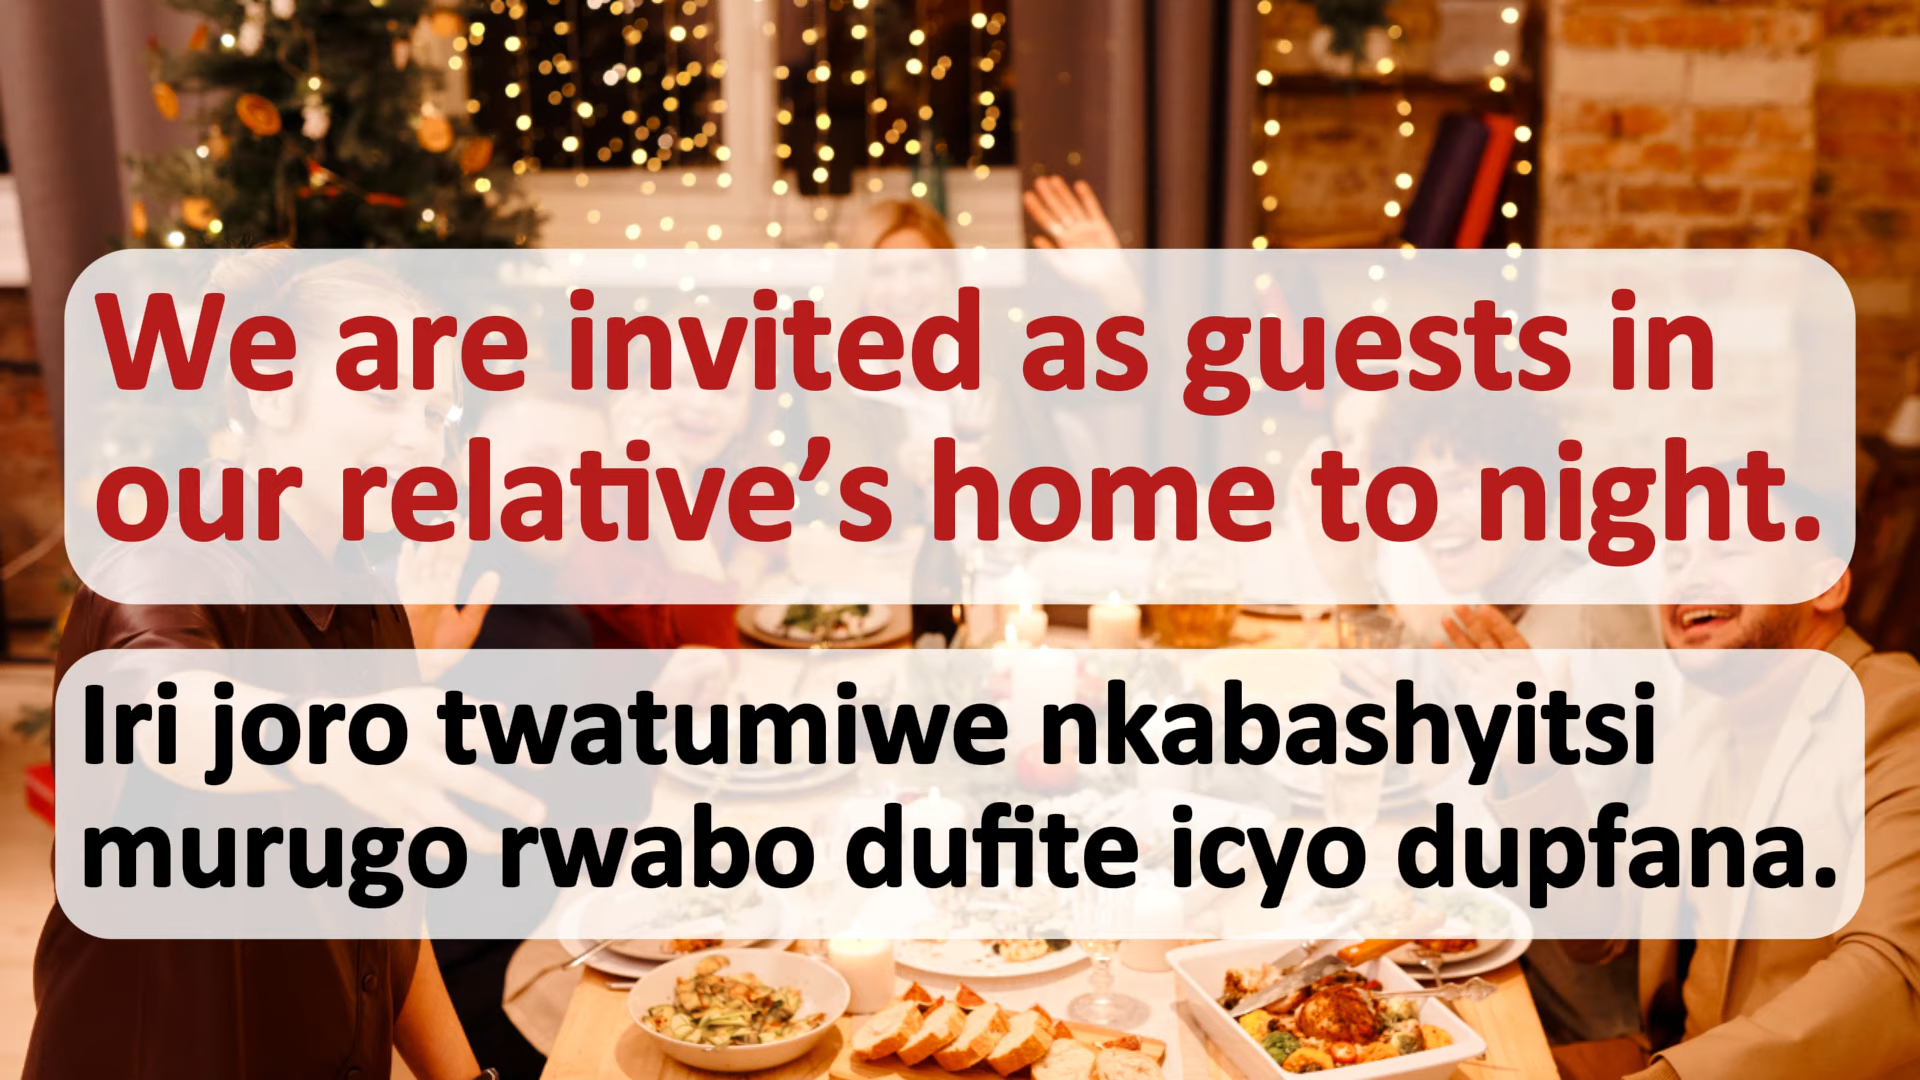 We are invited as guests in
our relative’s home to night.
Iri joro twatumiwe nkabashyitsi
murugo rwabo dufite icyo dupfana.